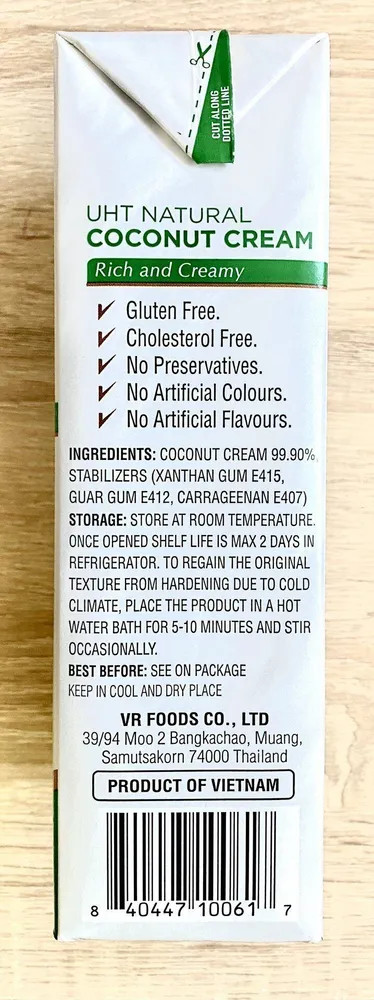 CUT ALONG
DOTTED LINE
UHT NATURAL
COCONUT CREAM
Rich and Creamy
Gluten Free.
Cholesterol Free.
No Preservatives.
No Artificial Colours.
No Artificial Flavours.
INGREDIENTS: COCONUT CREAM 99.90%,
STABILIZERS (XANTHAN GUM E415,
GUAR GUM E412, CARRAGEENAN E407)
STORAGE: STORE AT ROOM TEMPERATURE.
ONCE OPENED SHELF LIFE IS MAX 2 DAYS IN
REFRIGERATOR. TO REGAIN THE ORIGINAL
TEXTURE FROM HARDENING DUE TO COLD
CLIMATE, PLACE THE PRODUCT IN A HOT
WATER BATH FOR 5-10 MINUTES AND STIR
OCCASIONALLY.
BEST BEFORE: SEE ON PACKAGE
KEEP IN COOL AND DRY PLACE
VR FOODS CO., LTD
39/94 Moo 2 Bangkachao, Muang,
Samutsakorn 74000 Thailand
PRODUCT OF VIETNAM
8 40447 10061 7